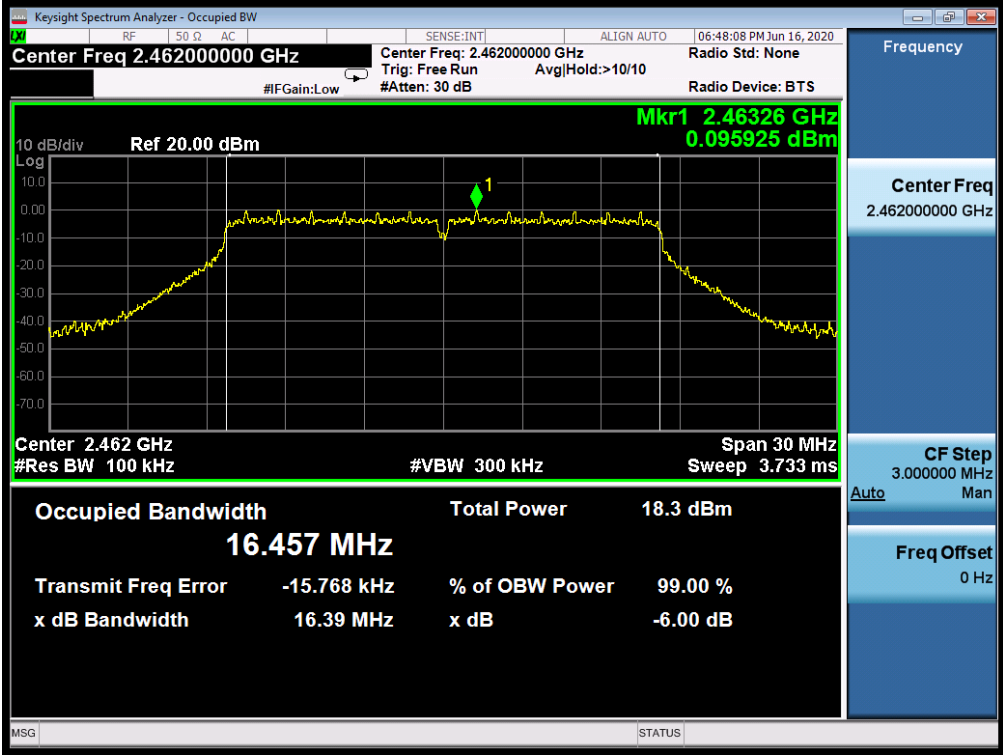 Keysight Spectrum Analyzer - Occupied BW
LXI RF 50 Ω AC SENSE:INT ALIGN AUTO 06:48:08 PM Jun 16, 2020
Center Freq 2.462000000 GHz
Center Freq: 2.462000000 GHz Radio Std: None
Trig: Free Run Avg|Hold:>10/10
#IFGain:Low #Atten: 30 dB Radio Device: BTS
Mkr1 2.46326 GHz
0.095925 dBm
10 dB/div Ref 20.00 dBm
Log
10.0
0.00
-10.0
-20.0
-30.0
-40.0
-50.0
-60.0
-70.0
1
Center 2.462 GHz Span 30 MHz
#Res BW 100 kHz #VBW 300 kHz Sweep 3.733 ms
Occupied Bandwidth Total Power 18.3 dBm
16.457 MHz
Transmit Freq Error -15.768 kHz % of OBW Power 99.00 %
x dB Bandwidth 16.39 MHz x dB -6.00 dB
MSG STATUS
Frequency
Center Freq
2.462000000 GHz
CF Step
3.000000 MHz
Auto Man
Freq Offset
0 Hz